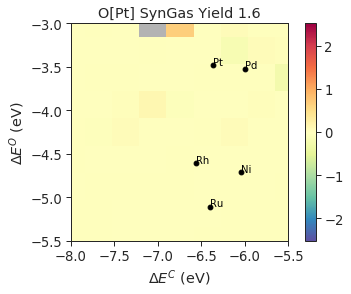 O[Pt] SynGas Yield 1.6
−3.0
−3.5
−4.0
−4.5
−5.0
−5.5
ΔE^O (eV)
Pt
Pd
Rh
Ni
Ru
−8.0 −7.5 −7.0 −6.5 −6.0 −5.5
ΔE^C (eV)
2
1
0
−1
−2